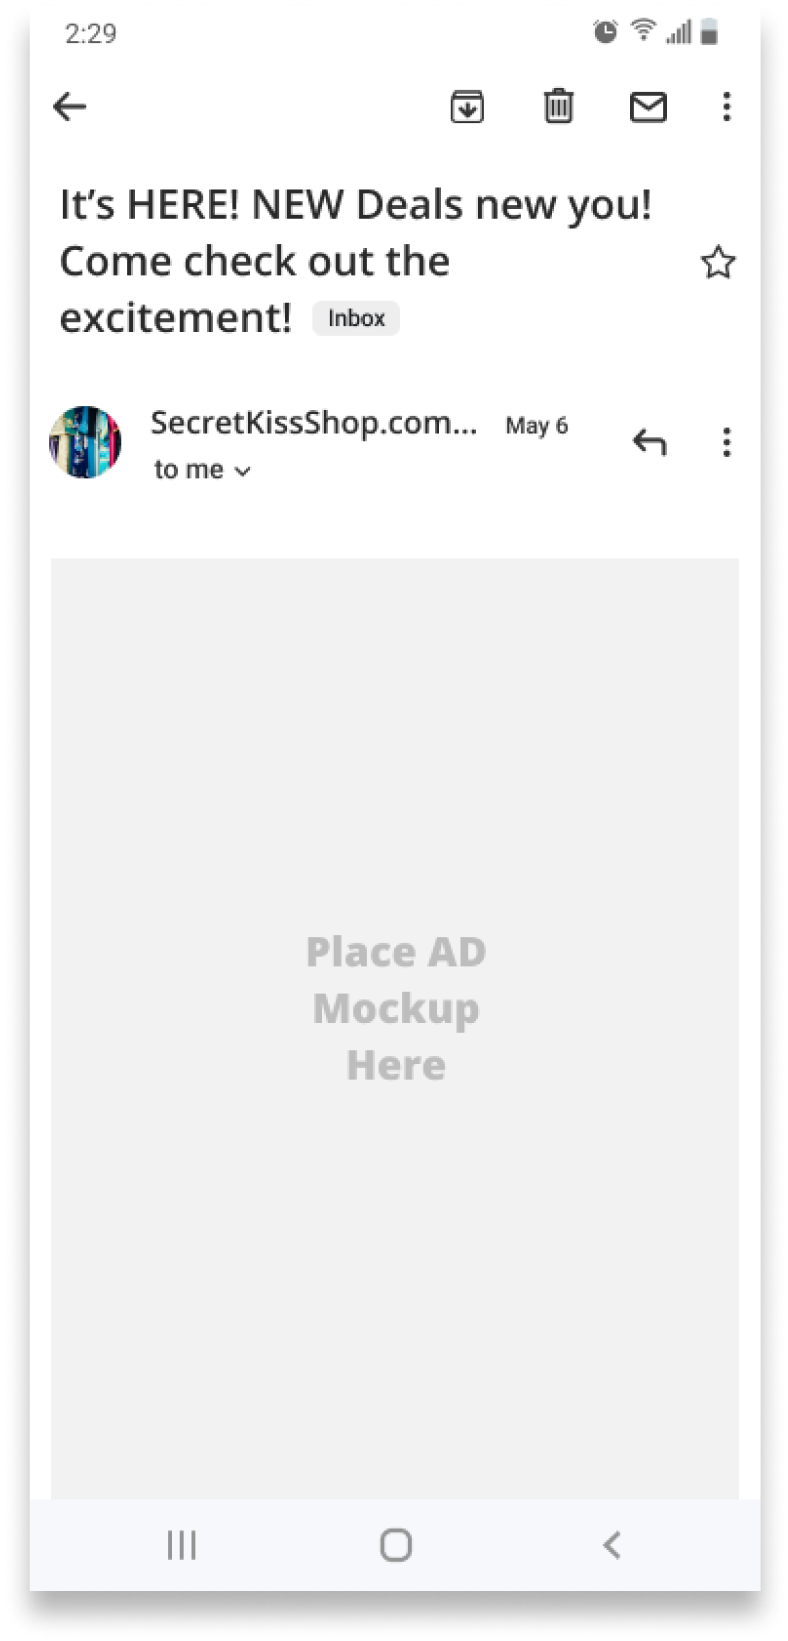 2:29
It’s HERE! NEW Deals new you!
Come check out the
excitement! Inbox
SecretKissShop.com... May 6
to me
Place AD
Mockup
Here